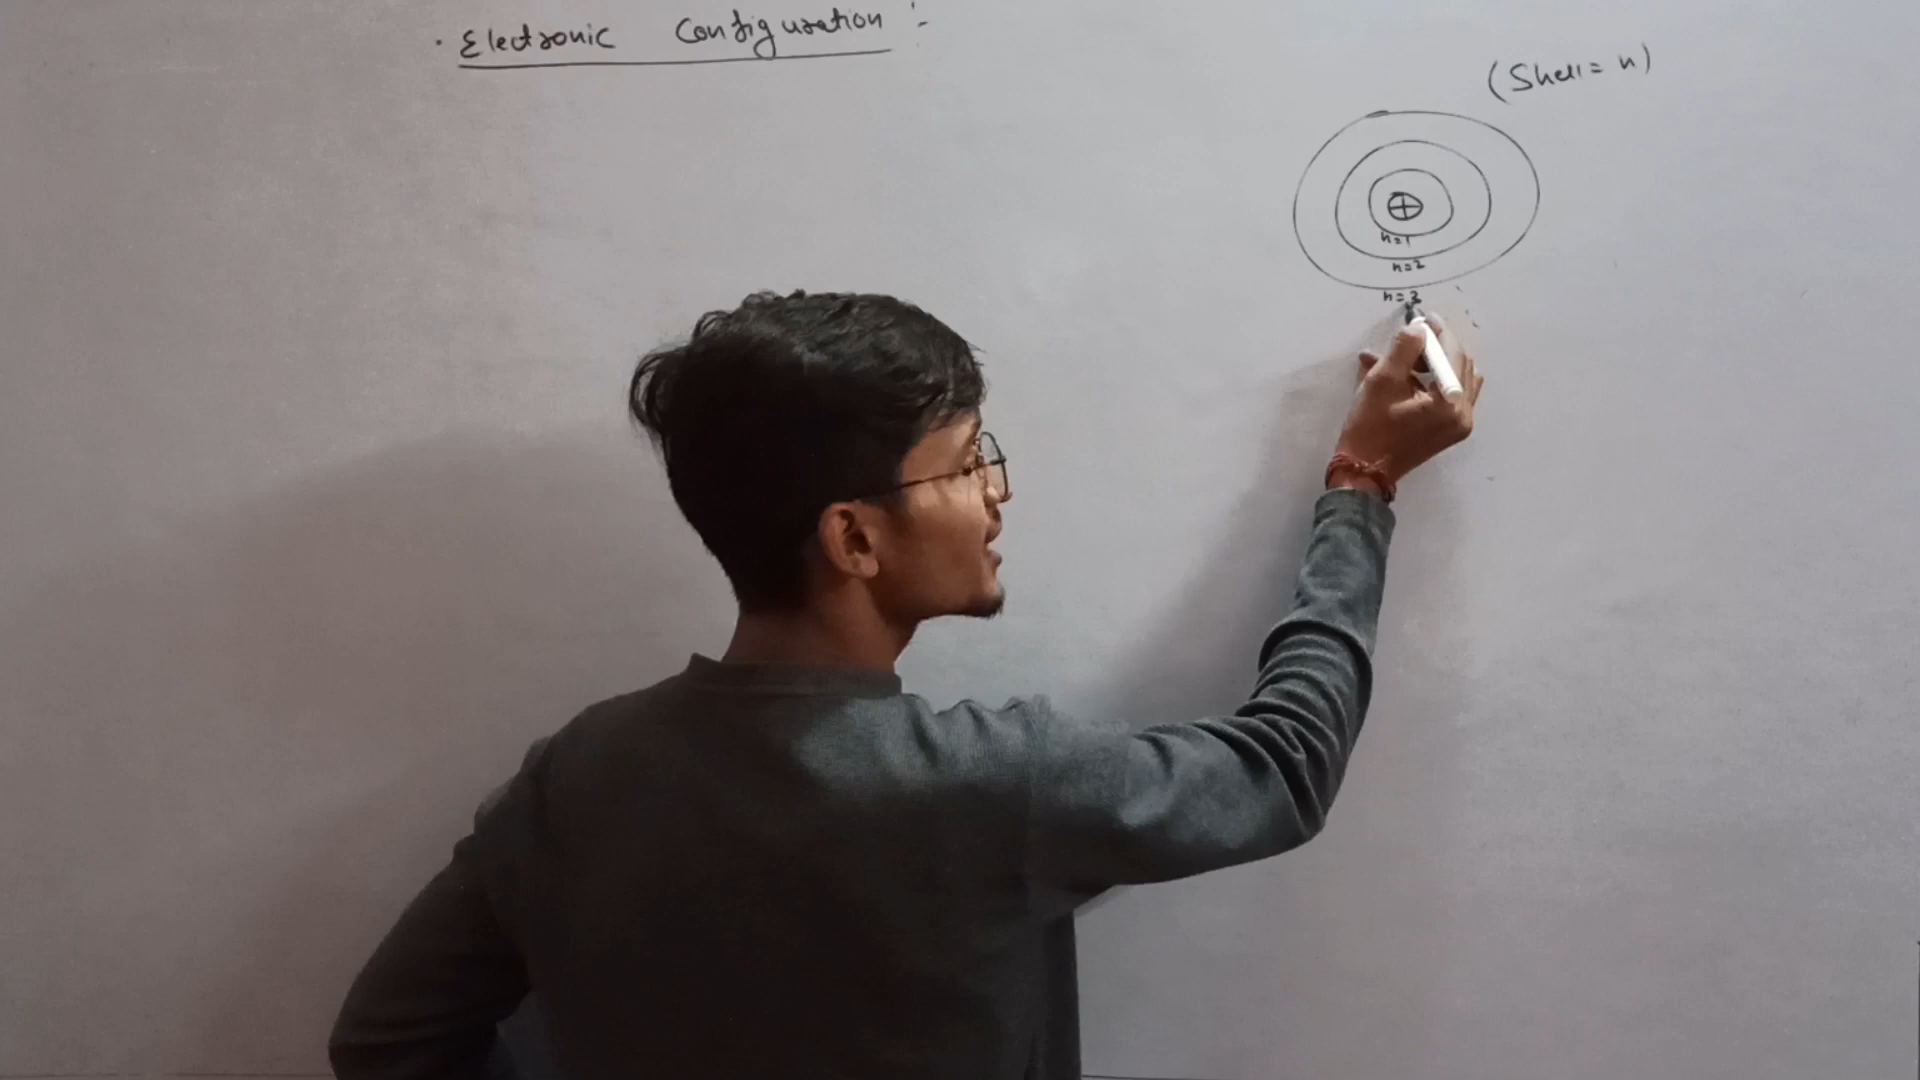 · Electronic Configuration :-
(Shell = n)
n=1
n=2
n=3